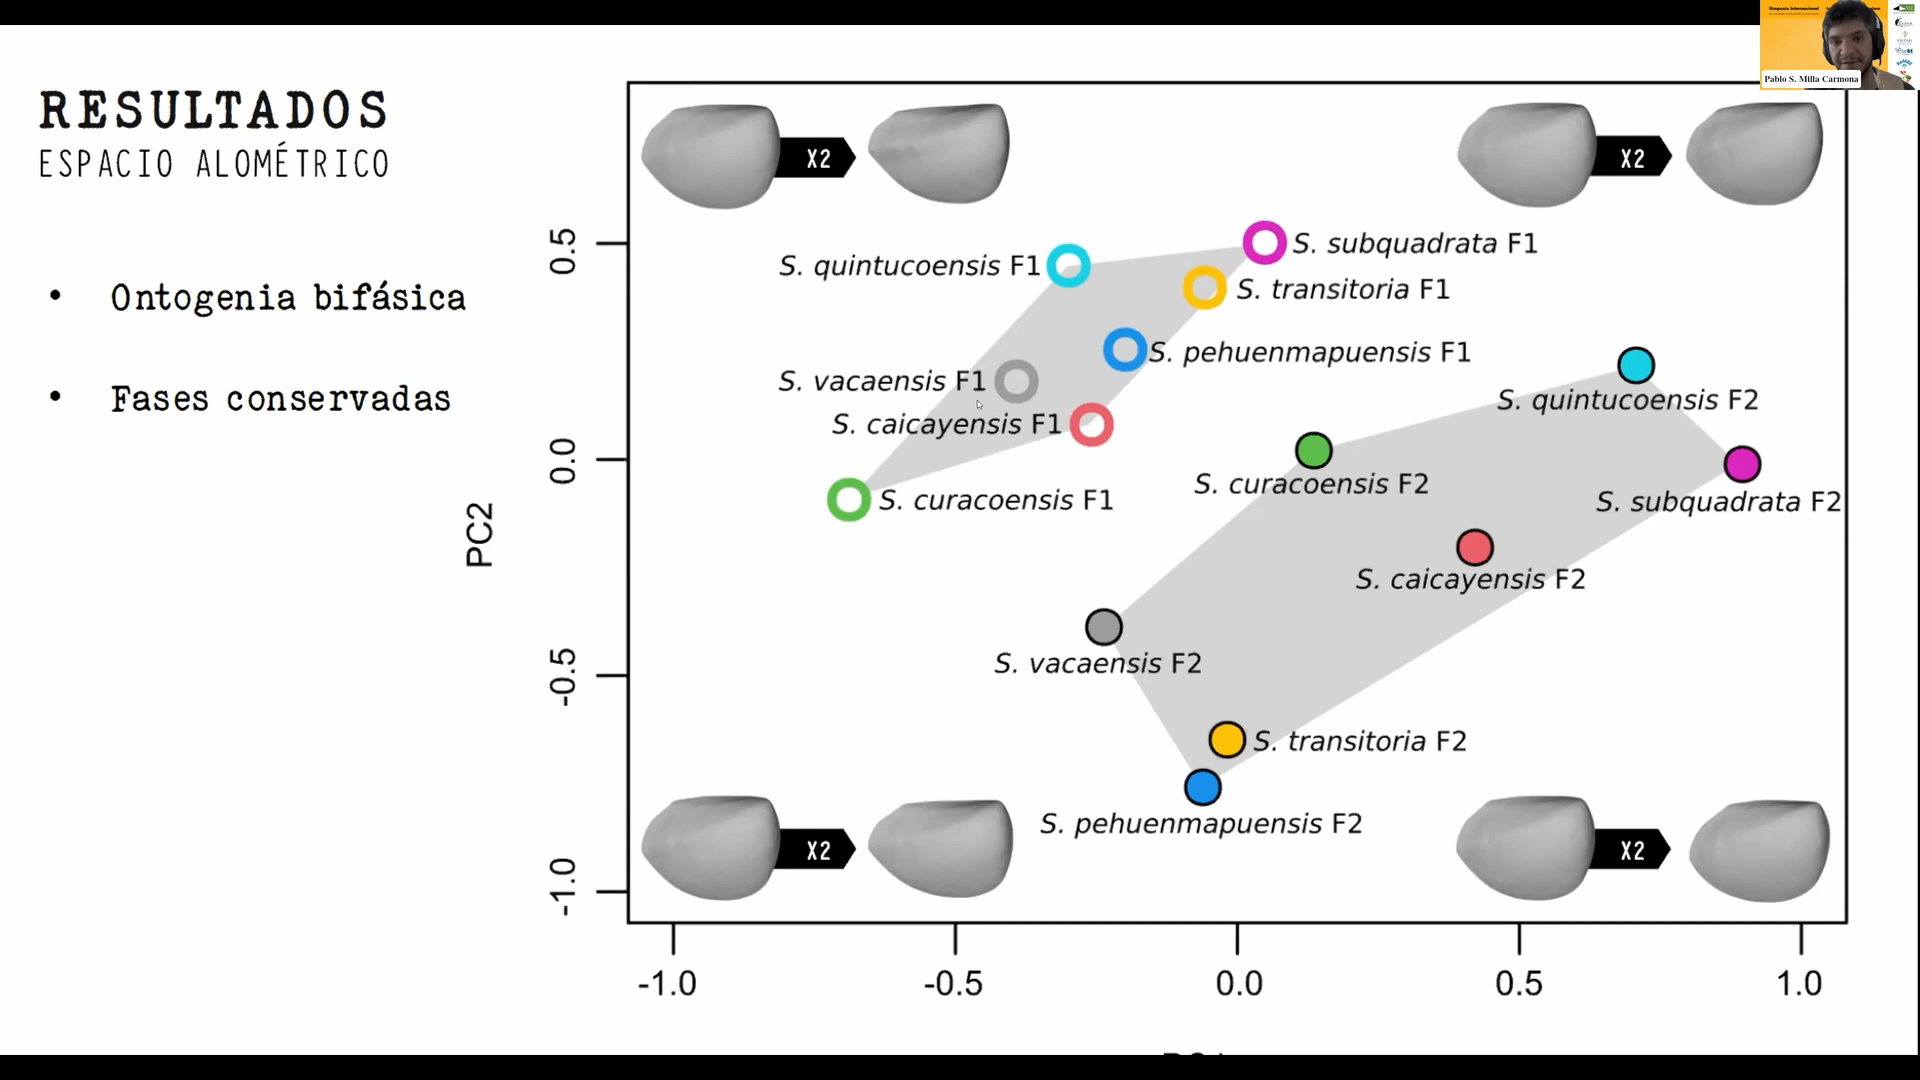 Simposio Internacional
Pablo S. Milla Carmona
RESULTADOS
ESPACIO ALOMÉTRICO
• Ontogenia bifásica
• Fases conservadas
X2
X2
S. quintucoensis F1
S. subquadrata F1
S. transitoria F1
S. pehuenmapuensis F1
S. vacaensis F1
S. caicayensis F1
S. curacoensis F1
S. quintucoensis F2
S. curacoensis F2
S. subquadrata F2
S. caicayensis F2
S. vacaensis F2
S. transitoria F2
S. pehuenmapuensis F2
X2
X2
PC2
0.5
0.0
-0.5
-1.0
-1.0
-0.5
0.0
0.5
1.0